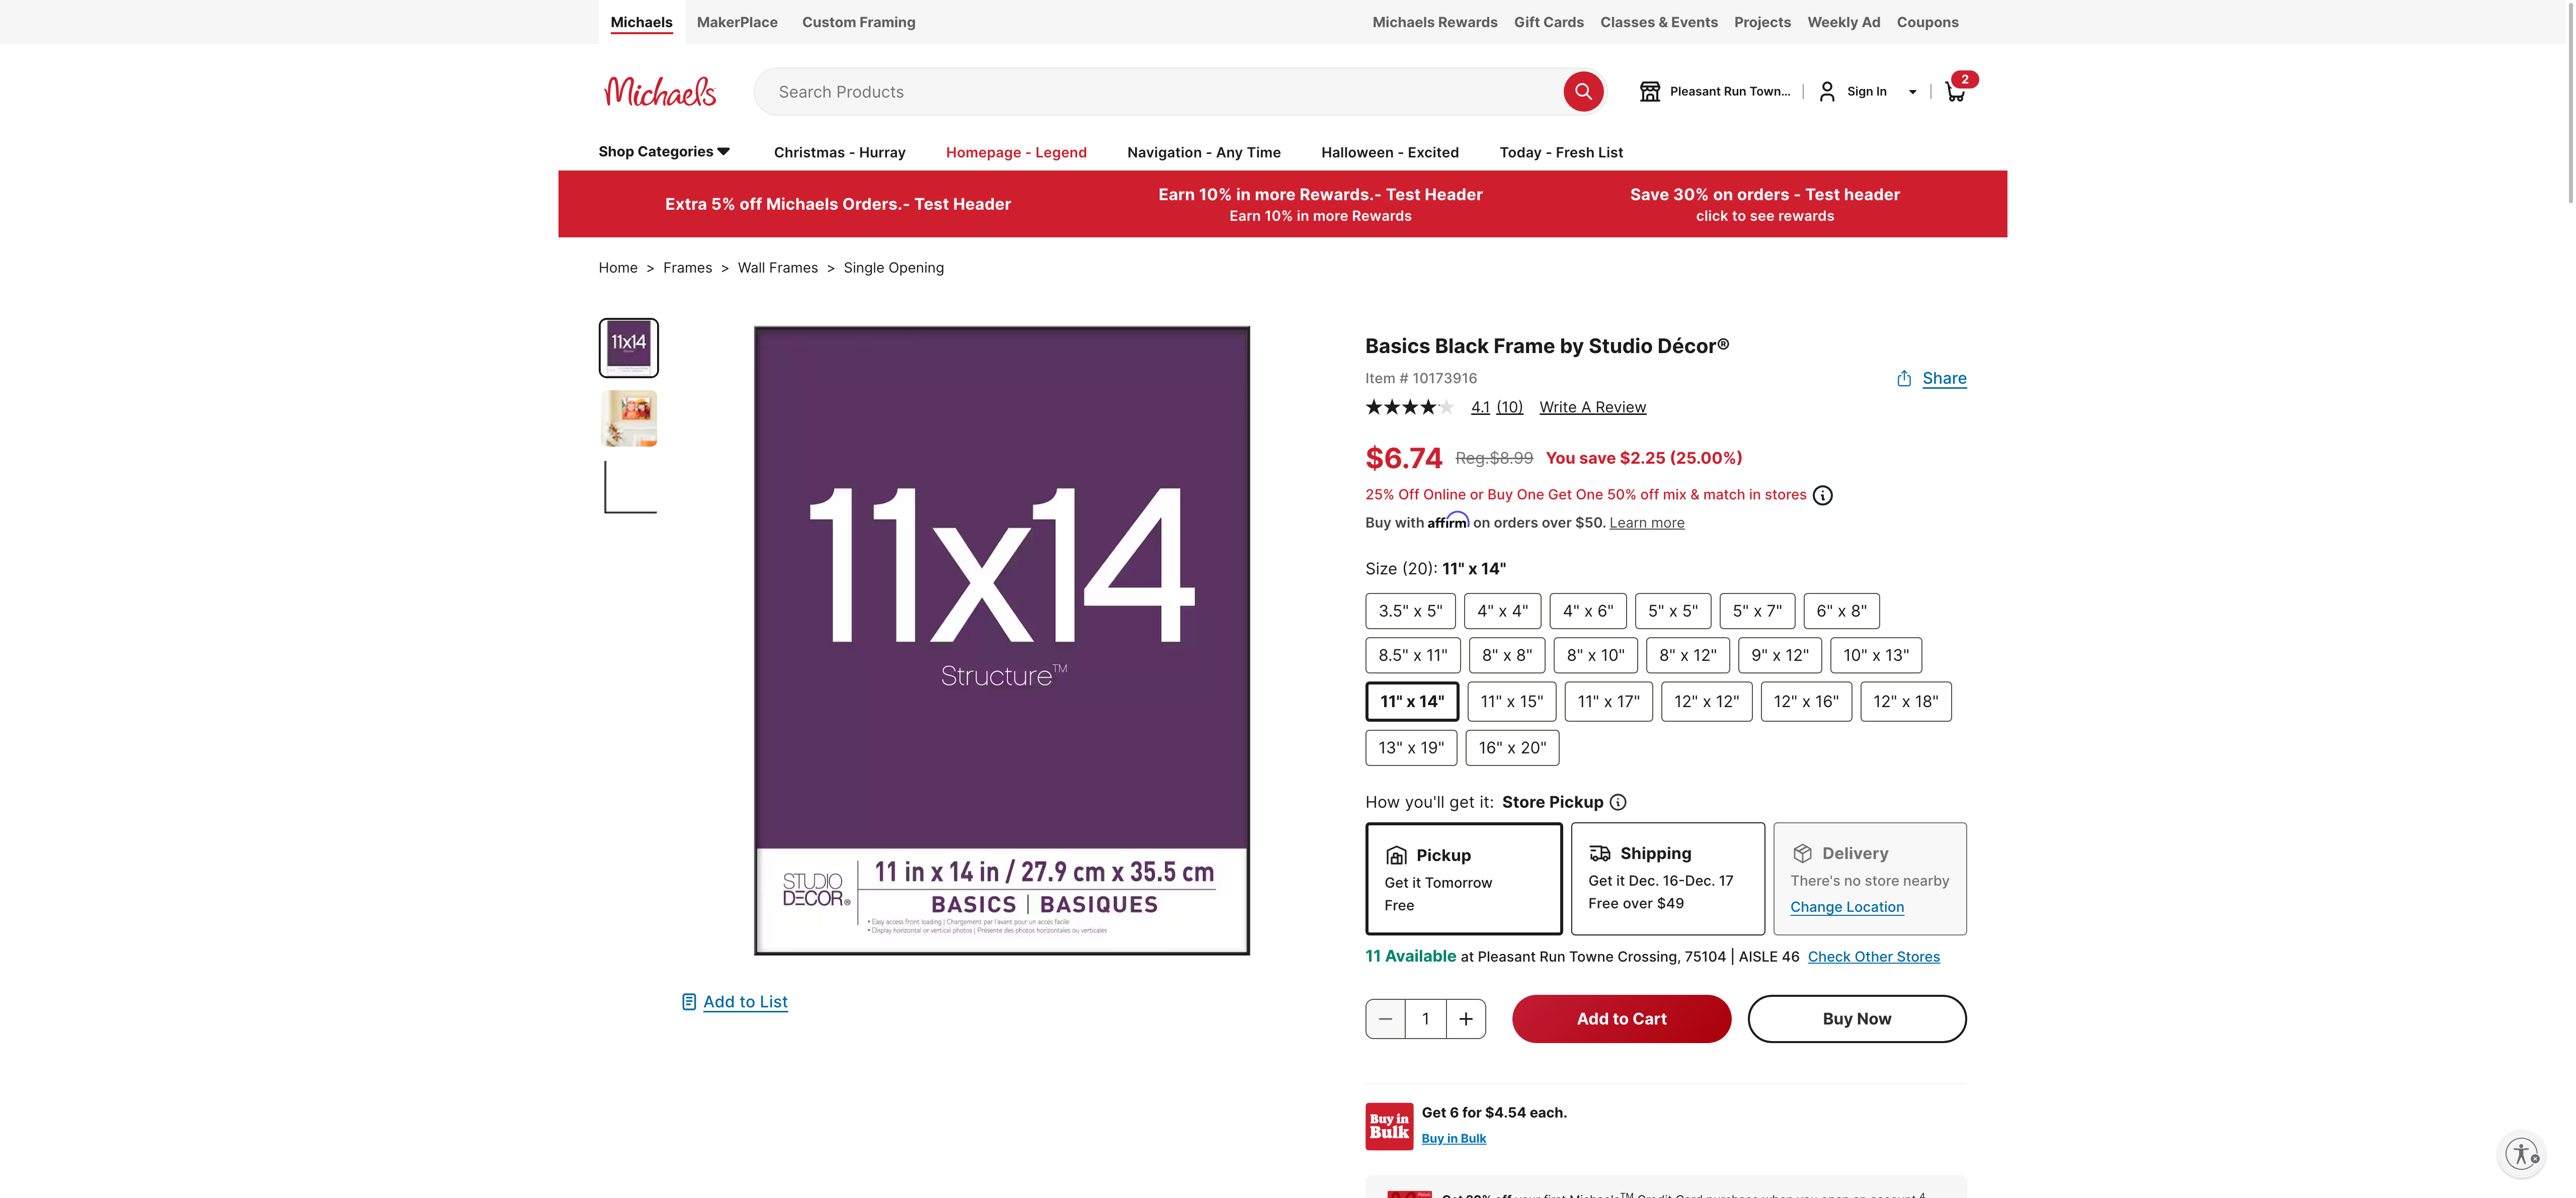 Michaels MakerPlace Custom Framing Michaels Rewards Gift Cards Classes & Events Projects Weekly Ad Coupons
Michaels Search Products Pleasant Run Town... | Sign In | 2
Shop Categories Christmas - Hurray Homepage - Legend Navigation - Any Time Halloween - Excited Today - Fresh List
Extra 5% off Michaels Orders.- Test Header
Earn 10% in more Rewards.- Test Header
Earn 10% in more Rewards
Save 30% on orders - Test header
click to see rewards
Home > Frames > Wall Frames > Single Opening
11x14
11x14
Structure™
STUDIO
DECOR®
11 in x 14 in / 27.9 cm x 35.5 cm
BASICS | BASIQUES
• Easy access front loading | Chargement par l'avant pour un accès facile
• Display horizontal or vertical photos | Présente des photos horizontales ou verticales
Add to List
Basics Black Frame by Studio Décor®
Item # 10173916
Share
4.1 (10) Write A Review
$6.74 Reg.$8.99 You save $2.25 (25.00%)
25% Off Online or Buy One Get One 50% off mix & match in stores
Buy with affirm on orders over $50. Learn more
Size (20): 11" x 14"
3.5" x 5" 4" x 4" 4" x 6" 5" x 5" 5" x 7" 6" x 8"
8.5" x 11" 8" x 8" 8" x 10" 8" x 12" 9" x 12" 10" x 13"
11" x 14" 11" x 15" 11" x 17" 12" x 12" 12" x 16" 12" x 18"
13" x 19" 16" x 20"
How you'll get it: Store Pickup
Pickup
Get it Tomorrow
Free
Shipping
Get it Dec. 16-Dec. 17
Free over $49
Delivery
There's no store nearby
Change Location
11 Available at Pleasant Run Towne Crossing, 75104 | AISLE 46 Check Other Stores
1 Add to Cart Buy Now
Buy in
Bulk
Get 6 for $4.54 each.
Buy in Bulk